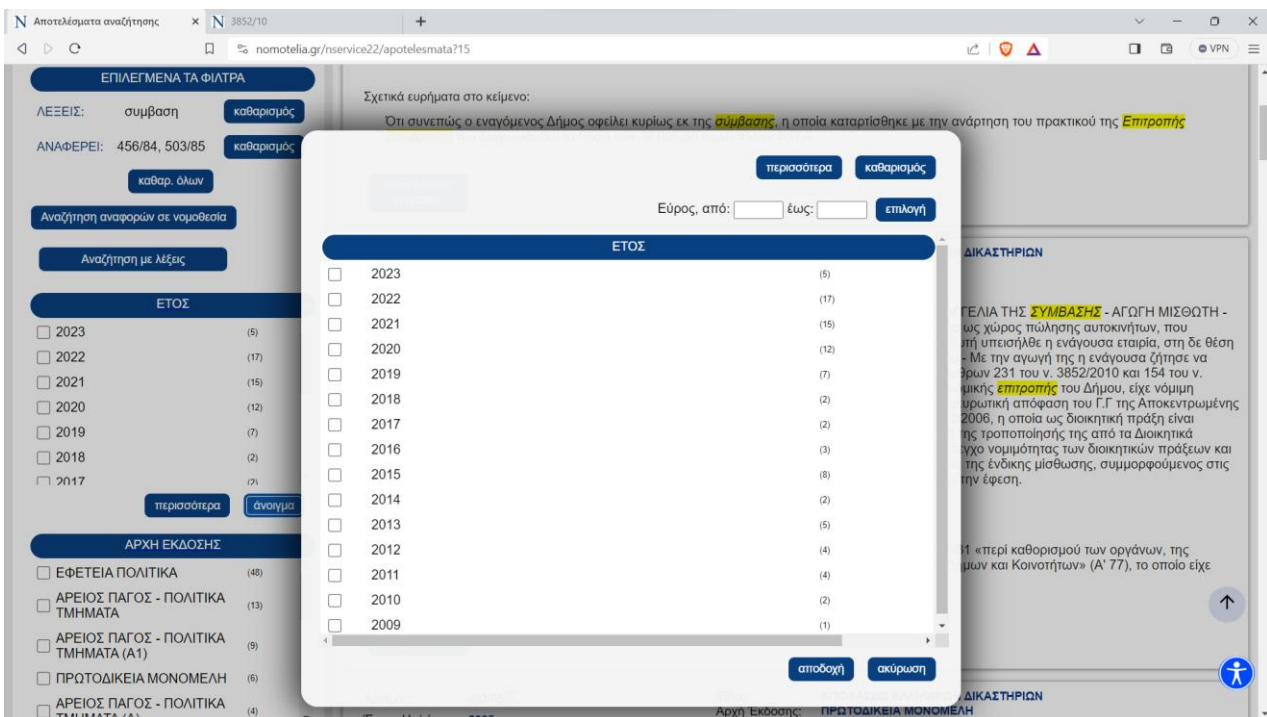 Αποτελέσματα αναζήτησης
3852/10
nomotelia.gr/nservice22/apotelesmata?15
VPN
ΕΠΙΛΕΓΜΕΝΑ ΤΑ ΦΙΛΤΡΑ
ΛΕΞΕΙΣ: συμβαση καθαρισμός
ΑΝΑΦΕΡΕΙ: 456/84, 503/85 καθαρισμός
καθαρ. όλων
Αναζήτηση αναφορών σε νομοθεσία
Αναζήτηση με λέξεις
ΕΤΟΣ
2023 (5)
2022 (17)
2021 (15)
2020 (12)
2019 (7)
2018 (2)
2017 (2)
περισσότερα άνοιγμα
ΑΡΧΗ ΕΚΔΟΣΗΣ
ΕΦΕΤΕΙΑ ΠΟΛΙΤΙΚΑ (48)
ΑΡΕΙΟΣ ΠΑΓΟΣ - ΠΟΛΙΤΙΚΑ
ΤΜΗΜΑΤΑ (13)
ΑΡΕΙΟΣ ΠΑΓΟΣ - ΠΟΛΙΤΙΚΑ
ΤΜΗΜΑΤΑ (Α1) (9)
ΠΡΩΤΟΔΙΚΕΙΑ ΜΟΝΟΜΕΛΗ (6)
ΑΡΕΙΟΣ ΠΑΓΟΣ - ΠΟΛΙΤΙΚΑ
ΤΜΗΜΑΤΑ (Α) (4)
Σχετικά ευρήματα στο κείμενο:
Ότι συνεπώς ο εναγόμενος Δήμος οφείλει κυρίως εκ της σύμβασης, η οποία καταρτίσθηκε με την ανάρτηση του πρακτικού της Επιτροπής
περισσότερα καθαρισμός
Εύρος, από: έως: επιλογή
ΕΤΟΣ
2023 (5)
2022 (17)
2021 (15)
2020 (12)
2019 (7)
2018 (2)
2017 (2)
2016 (3)
2015 (8)
2014 (2)
2013 (5)
2012 (4)
2011 (4)
2010 (2)
2009 (1)
αποδοχή ακύρωση
ΔΙΚΑΣΤΗΡΙΩΝ
ΓΕΛΙΑ ΤΗΣ ΣΥΜΒΑΣΗΣ - ΑΓΩΓΗ ΜΙΣΘΩΤΗ -
ως χώρος πώλησης αυτοκινήτων, που
υτή υπεισήλθε η ενάγουσα εταιρία, στη δε θέση
- Με την αγωγή της η ενάγουσα ζήτησε να
θρων 231 του ν. 3852/2010 και 154 του ν.
μικής επιτροπής του Δήμου, είχε νόμιμη
υρωτική απόφαση του Γ.Γ της Αποκεντρωμένης
2006, η οποία ως διοικητική πράξη είναι
της τροποποίησής της από τα Διοικητικά
γχο νομιμότητας των διοικητικών πράξεων και
της ένδικης μίσθωσης, συμμορφούμενος στις
την έφεση.
31 «περί καθορισμού των οργάνων, της
μων και Κοινοτήτων» (Α' 77), το οποίο είχε
ΔΙΚΑΣΤΗΡΙΩΝ
Αρχή Έκδοσης: ΠΡΩΤΟΔΙΚΕΙΑ ΜΟΝΟΜΕΛΗ